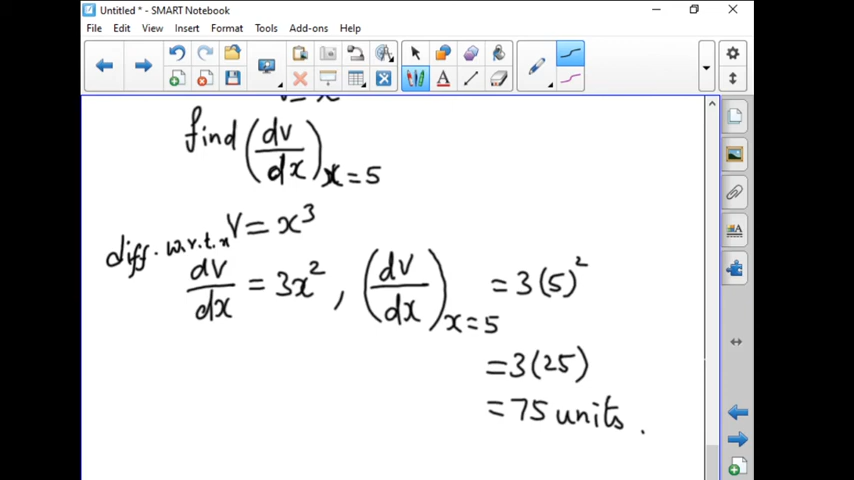 Untitled * - SMART Notebook
File Edit View Insert Format Tools Add-ons Help
find (dv/dx) x = 5
diff. w.r.t. x V = x³
dv/dx = 3x², (dv/dx) x = 5 = 3(5)²
= 3(25)
= 75 units.